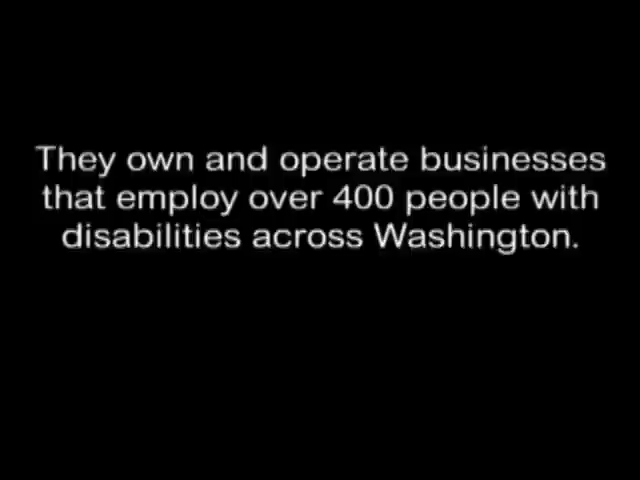 They own and operate businesses
that employ over 400 people with
disabilities across Washington.